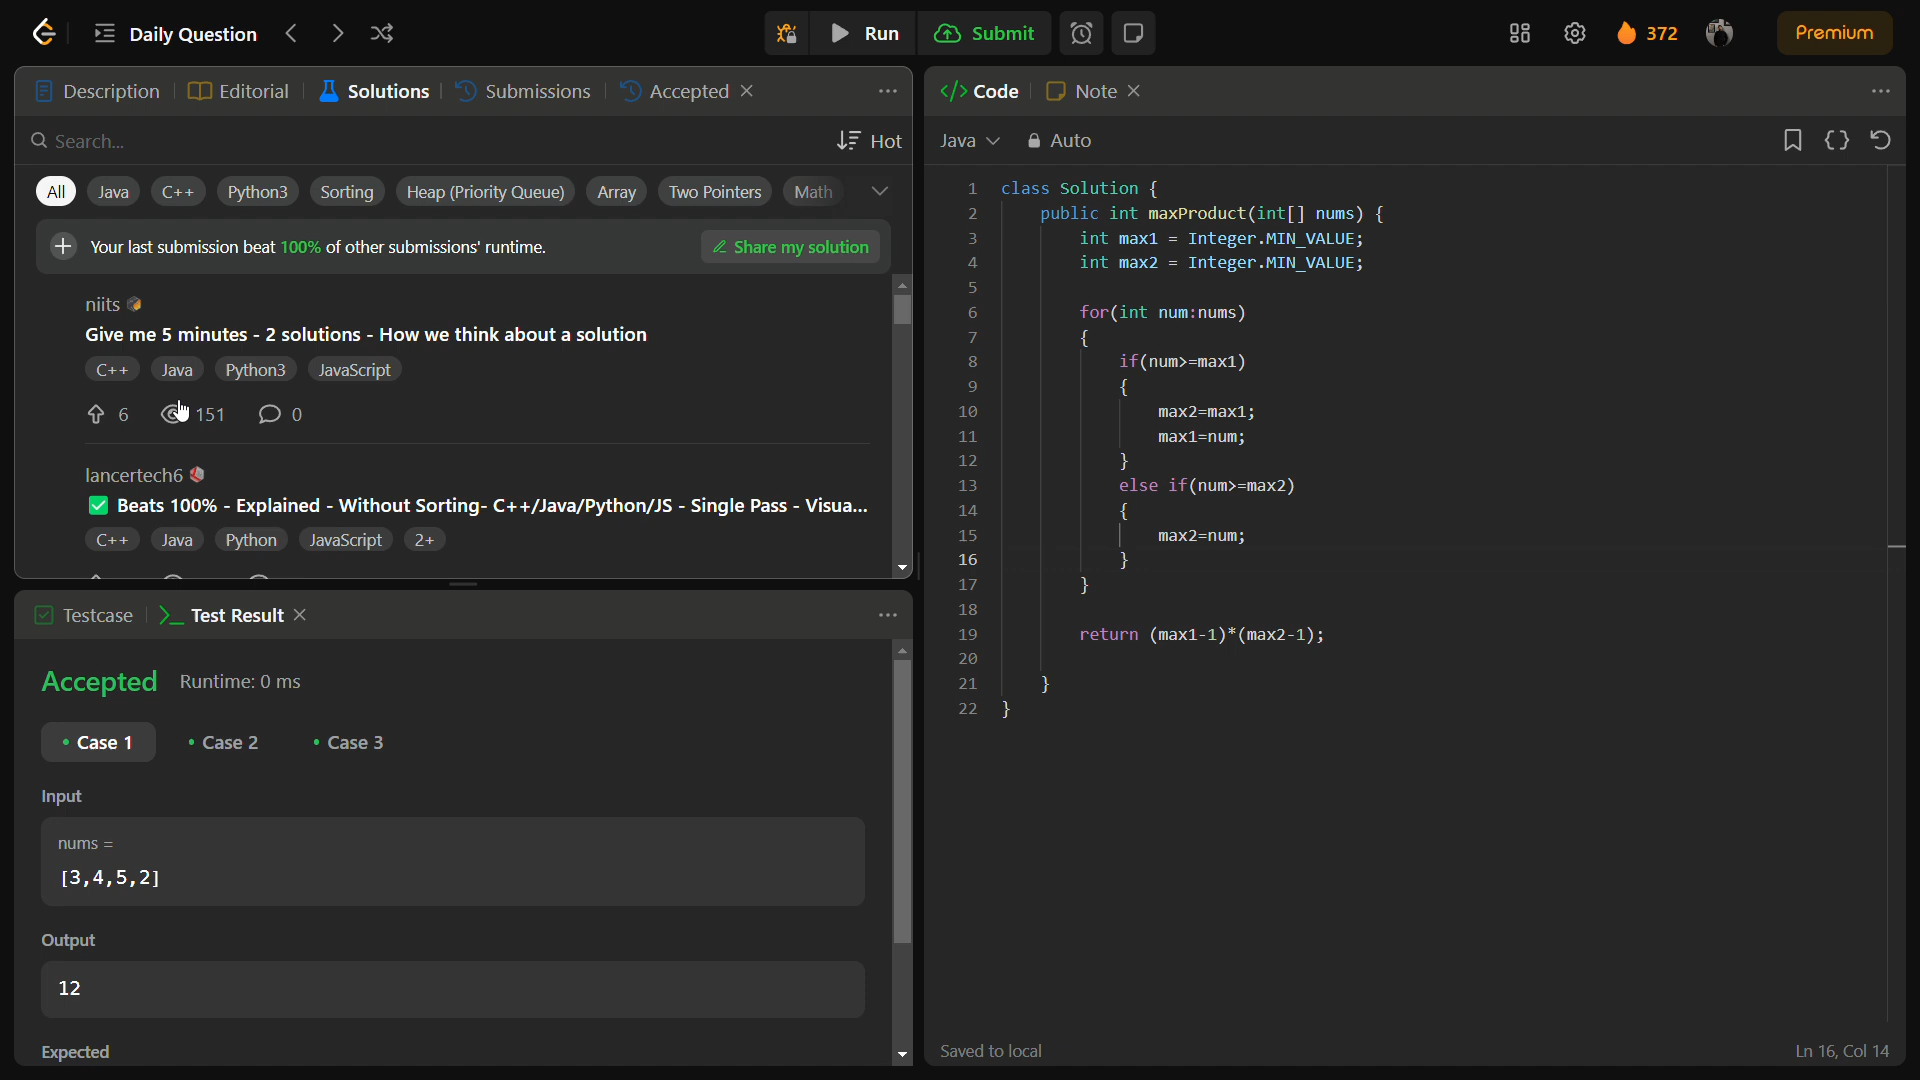 Daily Question
Run
Submit
372
Premium
Description
Editorial
Solutions
Submissions
Accepted
Search...
Hot
All
Java
C++
Python3
Sorting
Heap (Priority Queue)
Array
Two Pointers
Math
Your last submission beat 100% of other submissions' runtime.
Share my solution
niits
Give me 5 minutes - 2 solutions - How we think about a solution
C++
Java
Python3
JavaScript
6
151
0
lancertech6
Beats 100% - Explained - Without Sorting- C++/Java/Python/JS - Single Pass - Visua...
C++
Java
Python
JavaScript
2+
Testcase
Test Result
Accepted
Runtime: 0 ms
Case 1
Case 2
Case 3
Input
nums =
[3,4,5,2]
Output
12
Expected
</> Code
Note
Java
Auto
1 class Solution {
2 public int maxProduct(int[] nums) {
3 int max1 = Integer.MIN_VALUE;
4 int max2 = Integer.MIN_VALUE;
5
6 for(int num:nums)
7 {
8 if(num>=max1)
9 {
10 max2=max1;
11 max1=num;
12 }
13 else if(num>=max2)
14 {
15 max2=num;
16 }
17 }
18
19 return (max1-1)*(max2-1);
20
21 }
22 }
Saved to local
Ln 16, Col 14